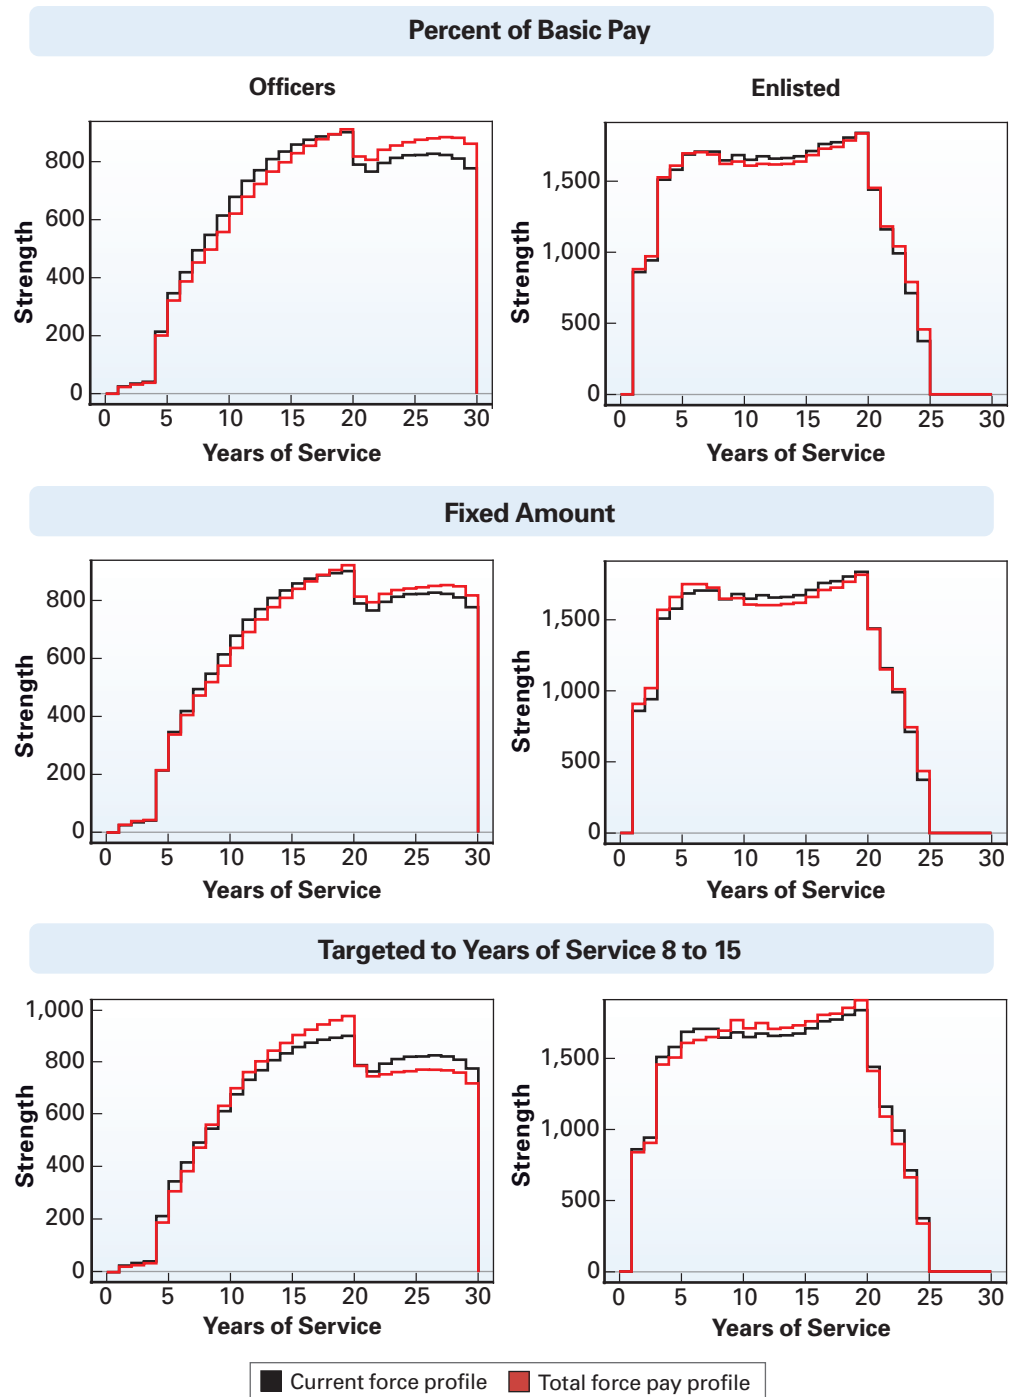 Percent of Basic Pay
Officers
Enlisted
Strength
800
600
400
200
0
0 5 10 15 20 25 30
Years of Service
Strength
1,500
1,000
500
0
0 5 10 15 20 25 30
Years of Service
Fixed Amount
Strength
800
600
400
200
0
0 5 10 15 20 25 30
Years of Service
Strength
1,500
1,000
500
0
0 5 10 15 20 25 30
Years of Service
Targeted to Years of Service 8 to 15
Strength
1,000
800
600
400
200
0
0 5 10 15 20 25 30
Years of Service
Strength
1,500
1,000
500
0
0 5 10 15 20 25 30
Years of Service
Current force profile Total force pay profile